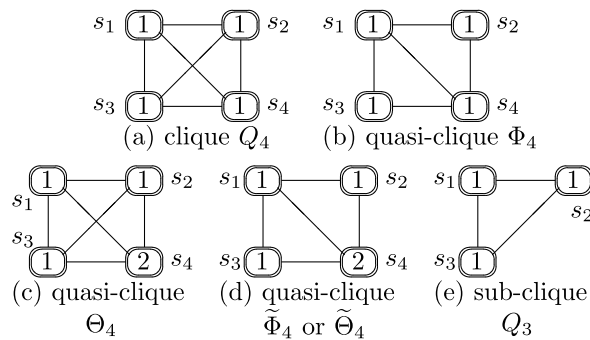 s₁ 1 1 s₂ s₁ 1 1 s₂
s₃ 1 1 s₄ s₃ 1 1 s₄
(a) clique Q₄ (b) quasi-clique Φ₄
1 1 s₂ s₁ 1 1 s₂ s₁ 1 1
s₁ s₂
s₃
1 2 s₄ s₃ 1 2 s₄ s₃ 1
(c) quasi-clique (d) quasi-clique (e) sub-clique
Θ₄ Φ̃₄ or Θ̃₄ Q₃